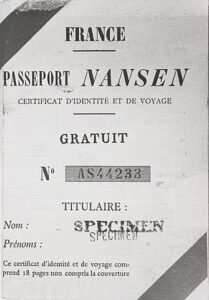 FRANCE
PASSEPORT NANSEN
CERTIFICAT D'IDENTITÉ ET DE VOYAGE
GRATUIT
No AS44233
TITULAIRE :
Nom : SPECIMEN
SPECIMEN
Prénoms :
Ce certificat d'identité et de voyage com-
prend 18 pages non compris la couverture